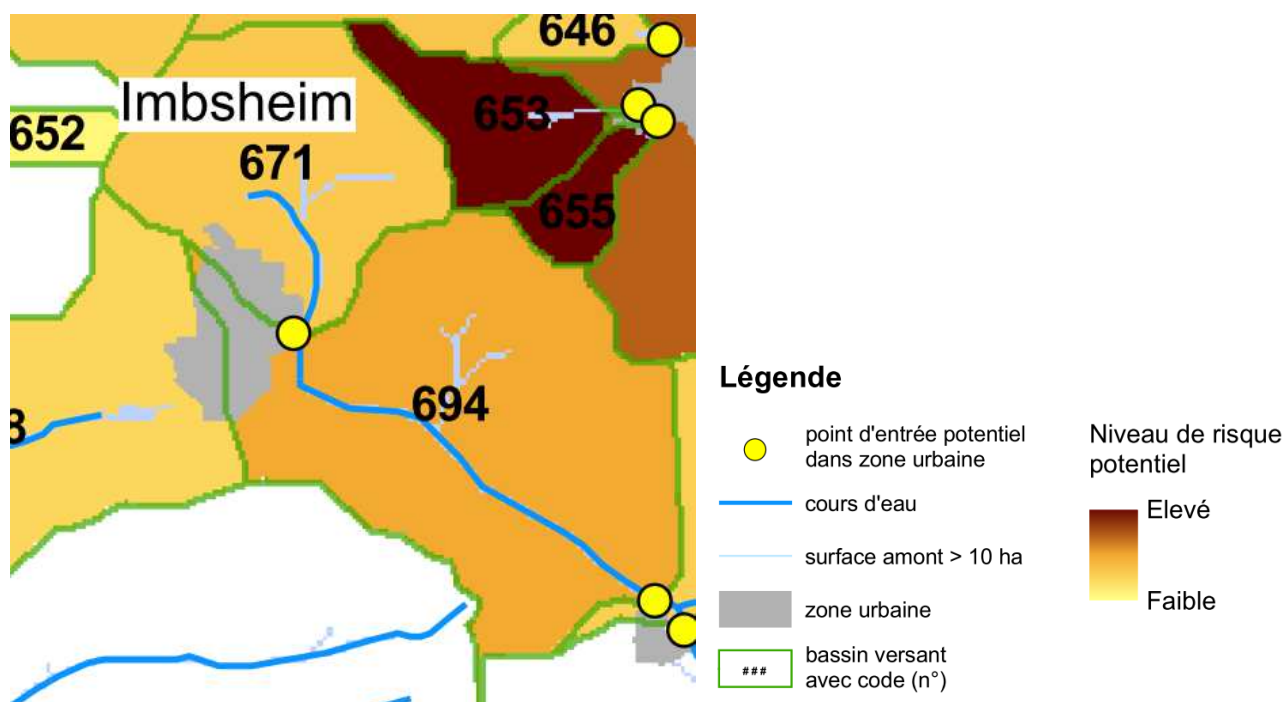 646
Imbsheim
653
652
671
655
694
8
Légende
point d'entrée potentiel
dans zone urbaine
cours d'eau
surface amont > 10 ha
zone urbaine
###
bassin versant
avec code (n°)
Niveau de risque
potentiel
Elevé
Faible